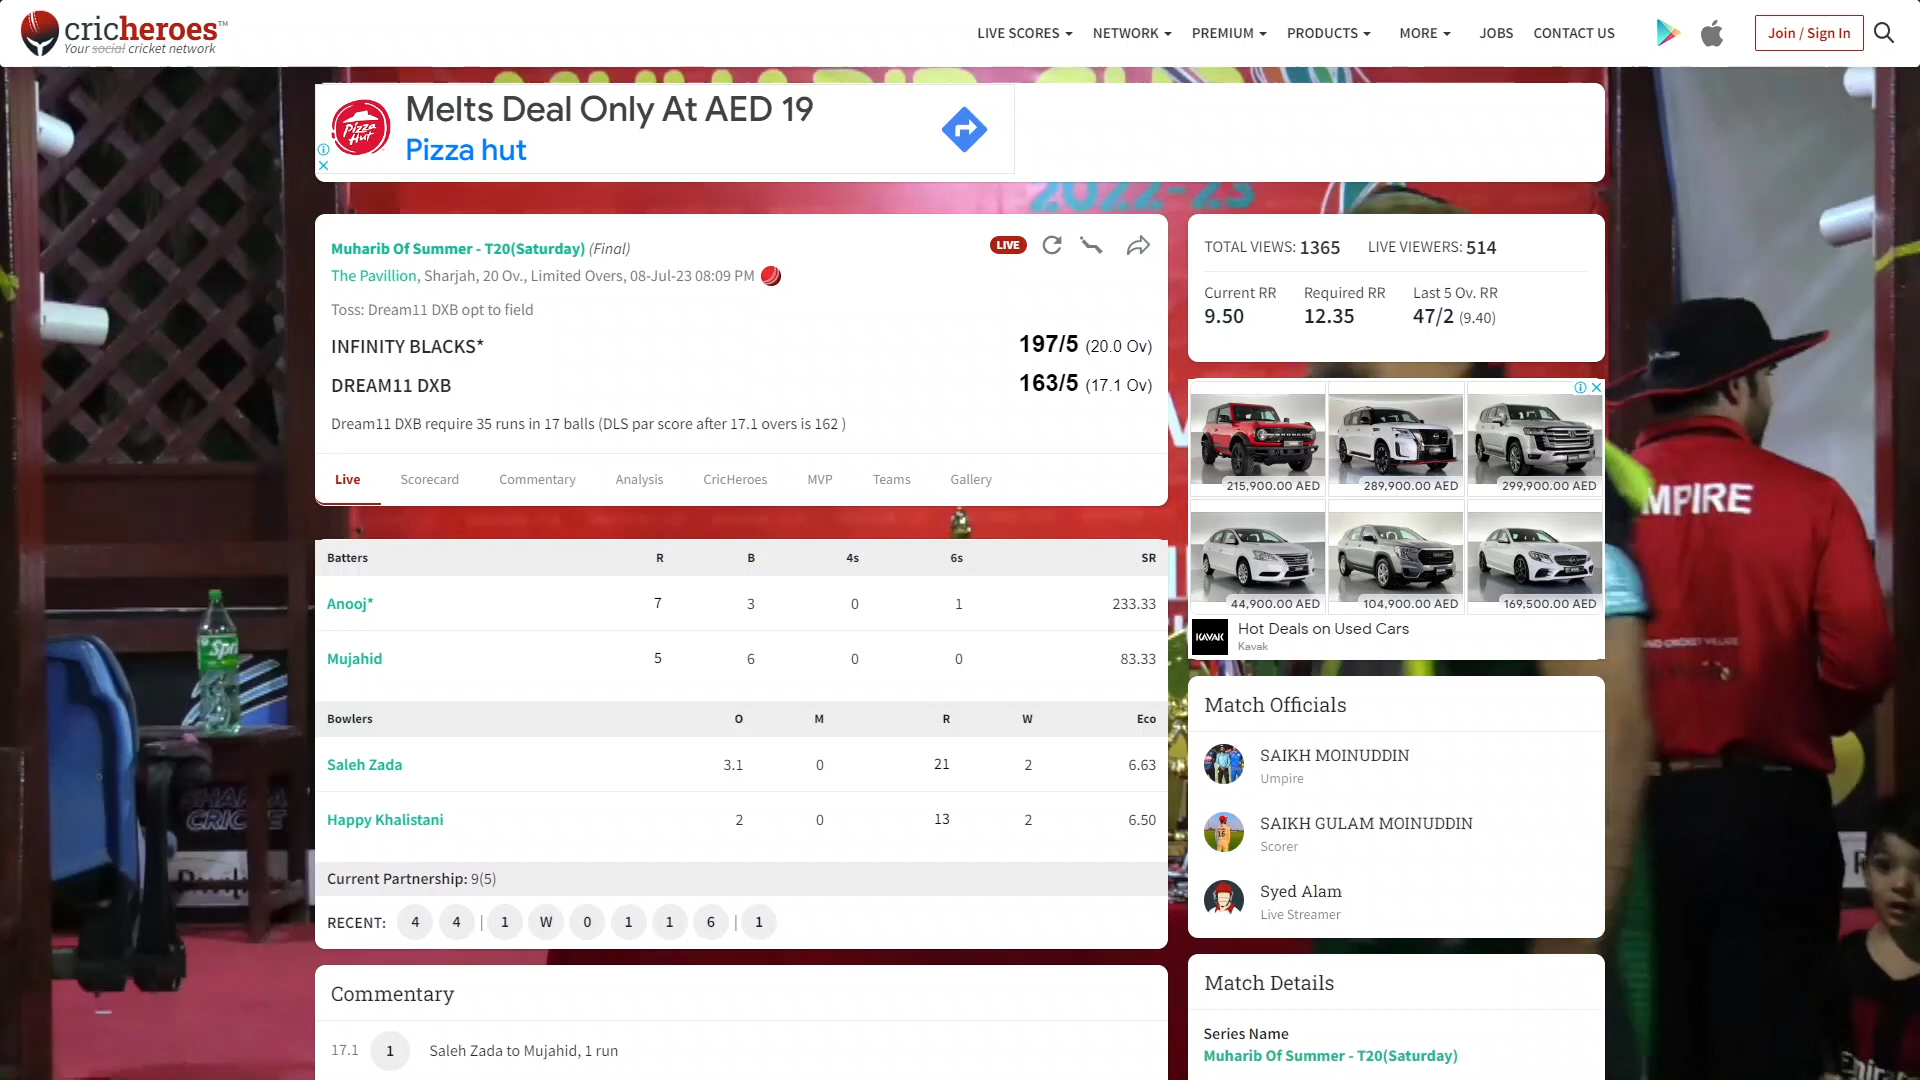 cricheroes™
Your social cricket network
LIVE SCORES
NETWORK
PREMIUM
PRODUCTS
MORE
JOBS
CONTACT US
Join / Sign In
Melts Deal Only At AED 19
Pizza hut
Pizza Hut
2022-23
Muharib Of Summer - T20(Saturday) (Final)
LIVE
The Pavillion, Sharjah, 20 Ov., Limited Overs, 08-Jul-23 08:09 PM
Toss: Dream11 DXB opt to field
INFINITY BLACKS* 197/5 (20.0 Ov)
DREAM11 DXB 163/5 (17.1 Ov)
Dream11 DXB require 35 runs in 17 balls (DLS par score after 17.1 overs is 162 )
Live Scorecard Commentary Analysis CricHeroes MVP Teams Gallery
Batters R B 4s 6s SR
Anooj* 7 3 0 1 233.33
Mujahid 5 6 0 0 83.33
Bowlers O M R W Eco
Saleh Zada 3.1 0 21 2 6.63
Happy Khalistani 2 0 13 2 6.50
Current Partnership: 9(5)
RECENT: 4 4 | 1 W 0 1 1 6 | 1
Commentary
17.1 1 Saleh Zada to Mujahid, 1 run
TOTAL VIEWS: 1365 LIVE VIEWERS: 514
Current RR Required RR Last 5 Ov. RR
9.50 12.35 47/2 (9.40)
215,900.00 AED 289,900.00 AED 299,900.00 AED
44,900.00 AED 104,900.00 AED 169,500.00 AED
KAVAK
Hot Deals on Used Cars
Kavak
Match Officials
SAIKH MOINUDDIN
Umpire
SAIKH GULAM MOINUDDIN
Scorer
Syed Alam
Live Streamer
Match Details
Series Name
Muharib Of Summer - T20(Saturday)
MPIRE
Spri
CRICKE